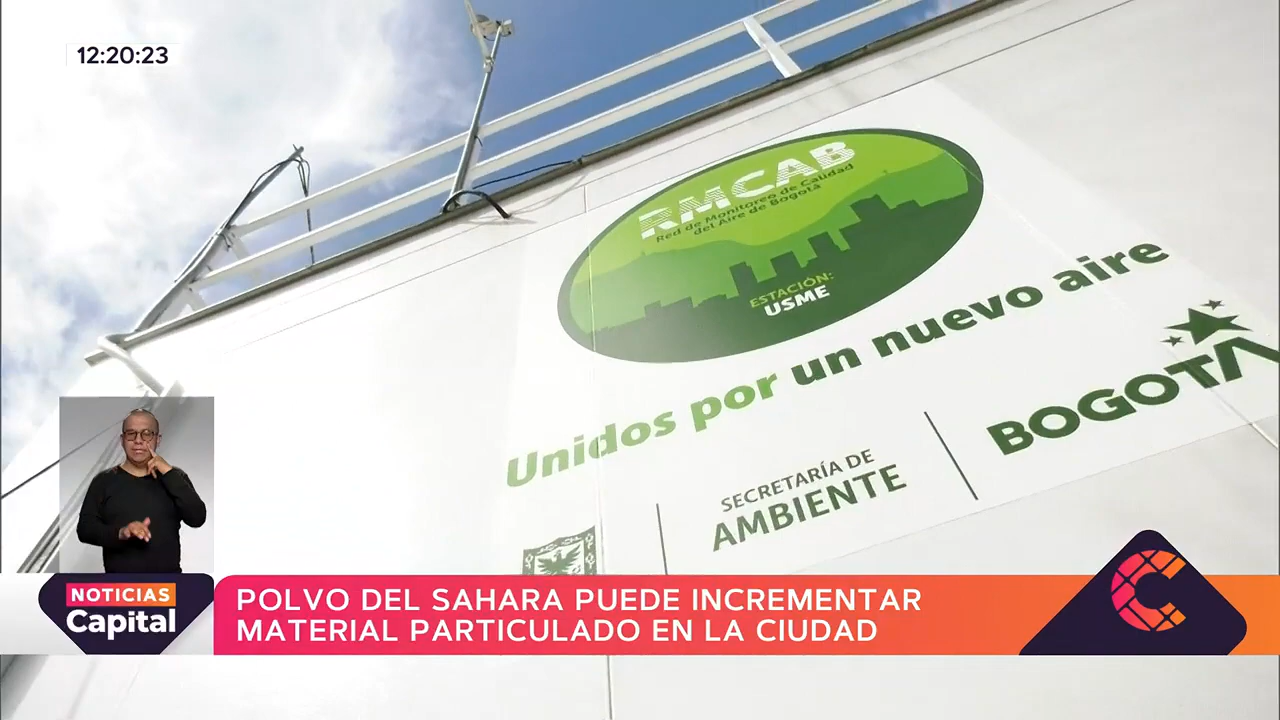 12:20:23
RMCAB
Red de Monitoreo de Calidad
del Aire de Bogotá
ESTACIÓN:
USME
Unidos por un nuevo aire
SECRETARÍA DE
AMBIENTE
BOGOTÁ
NOTICIAS
Capital
POLVO DEL SAHARA PUEDE INCREMENTAR
MATERIAL PARTICULADO EN LA CIUDAD